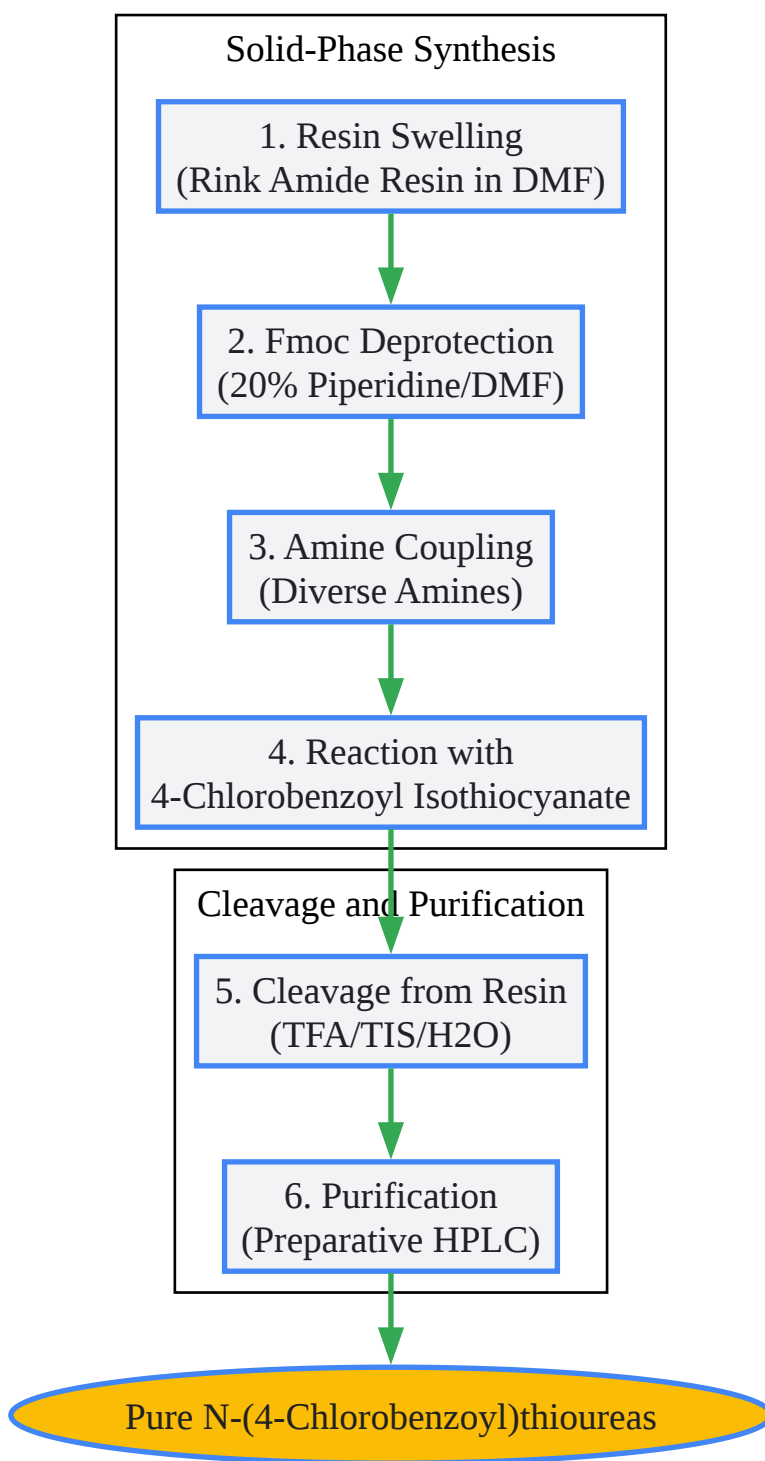 Solid-Phase Synthesis
1. Resin Swelling
(Rink Amide Resin in DMF)
2. Fmoc Deprotection
(20% Piperidine/DMF)
3. Amine Coupling
(Diverse Amines)
4. Reaction with
4-Chlorobenzoyl Isothiocyanate
Cleavage and Purification
5. Cleavage from Resin
(TFA/TIS/H2O)
6. Purification
(Preparative HPLC)
Pure N-(4-Chlorobenzoyl)thioureas